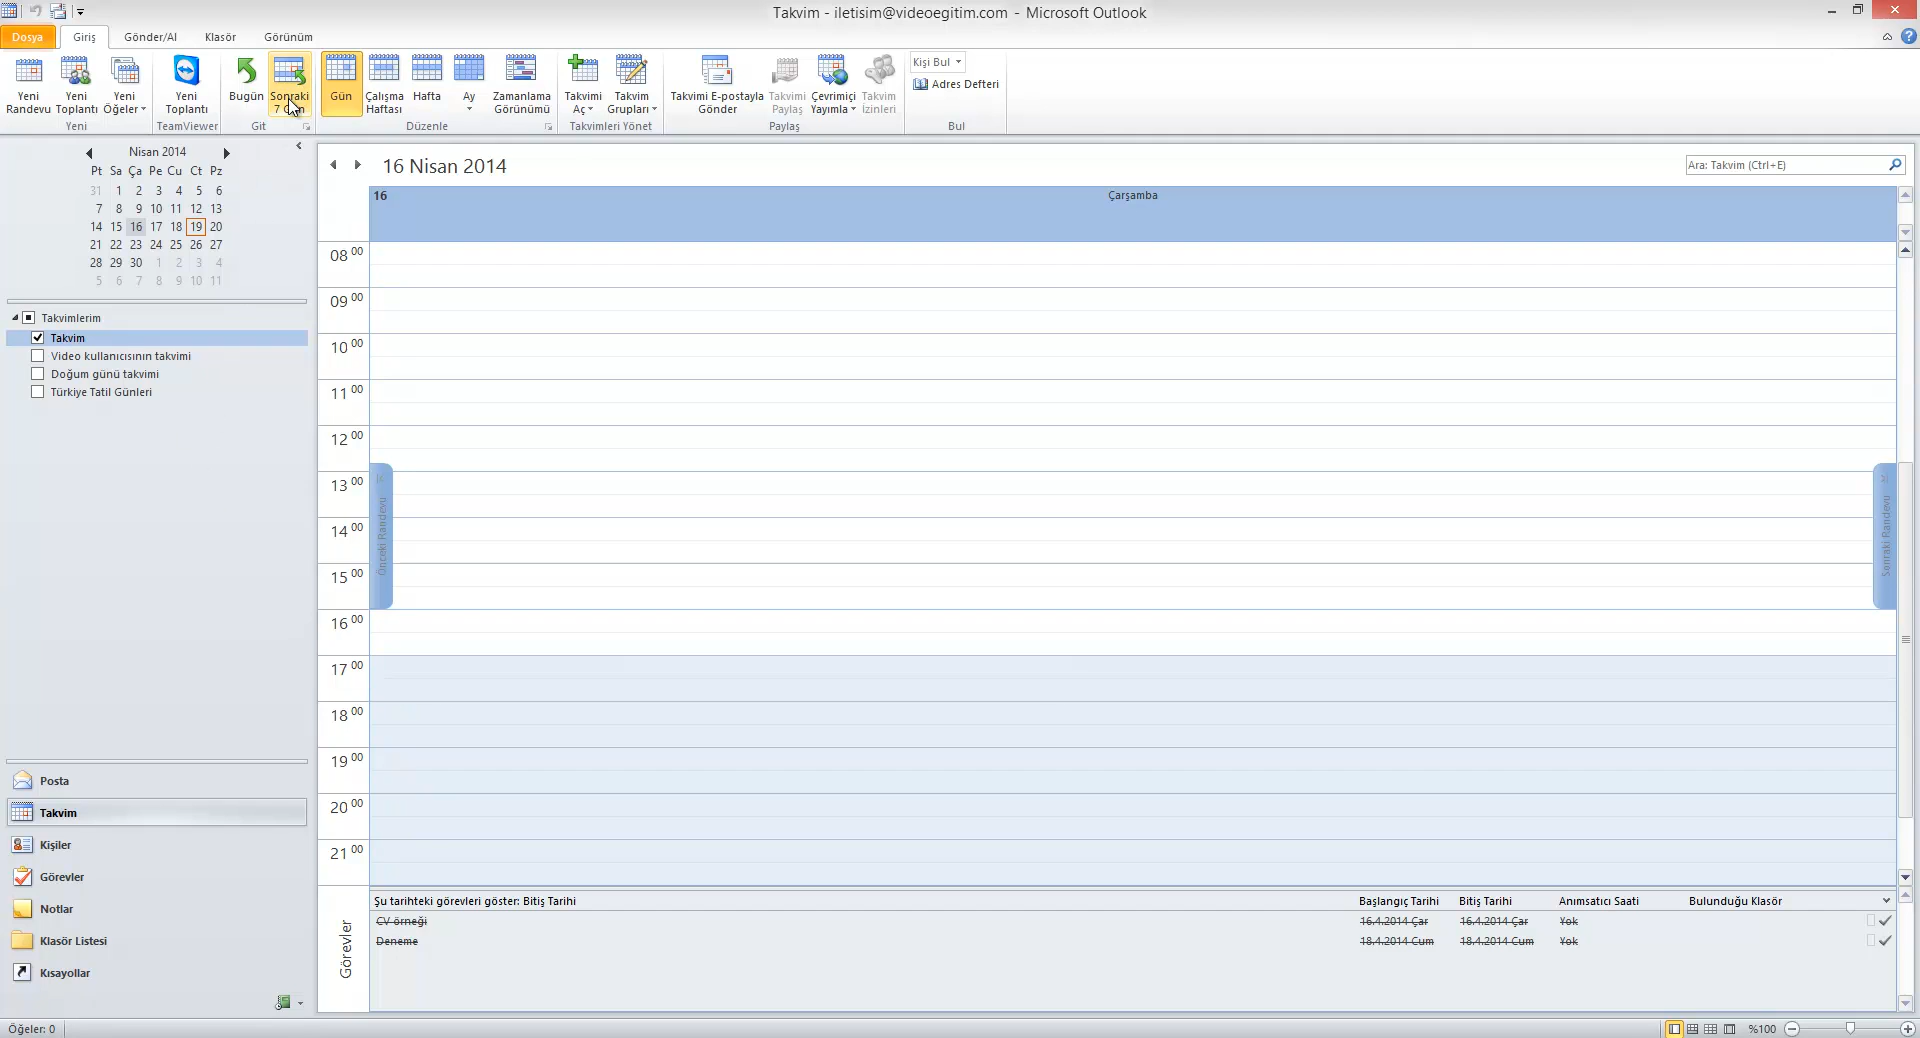 Takvim - iletisim@videoegitim.com - Microsoft Outlook
Dosya Giriş Gönder/Al Klasör Görünüm
Yeni Randevu
Yeni Toplantı
Yeni Öğeler
Yeni
Yeni Toplantı
TeamViewer
Bugün
Sonraki 7 Gün
Git
Gün
Çalışma Haftası
Hafta
Ay
Zamanlama Görünümü
Düzenle
Takvimi Aç
Takvim Grupları
Takvimleri Yönet
Takvimi E-postayla Gönder
Takvimi Paylaş
Çevrimiçi Yayımla
Takvim İzinleri
Paylaş
Kişi Bul
Adres Defteri
Bul
Nisan 2014
Pt Sa Ça Pe Cu Ct Pz
31 1 2 3 4 5 6
7 8 9 10 11 12 13
14 15 16 17 18 19 20
21 22 23 24 25 26 27
28 29 30 1 2 3 4
5 6 7 8 9 10 11
Takvimlerim
Takvim
Video kullanıcısının takvimi
Doğum günü takvimi
Türkiye Tatil Günleri
Posta
Takvim
Kişiler
Görevler
Notlar
Klasör Listesi
Kısayollar
16 Nisan 2014
Ara: Takvim (Ctrl+E)
16 Çarşamba
08 00
09 00
10 00
11 00
12 00
13 00
14 00
15 00
16 00
17 00
18 00
19 00
20 00
21 00
Önceki Randevu
Sonraki Randevu
Görevler
Şu tarihteki görevleri göster: Bitiş Tarihi Başlangıç Tarihi Bitiş Tarihi Anımsatıcı Saati Bulunduğu Klasör
CV örneği 16.4.2014 Çar 16.4.2014 Çar Yok
Deneme 18.4.2014 Cum 18.4.2014 Cum Yok
Öğeler: 0
%100